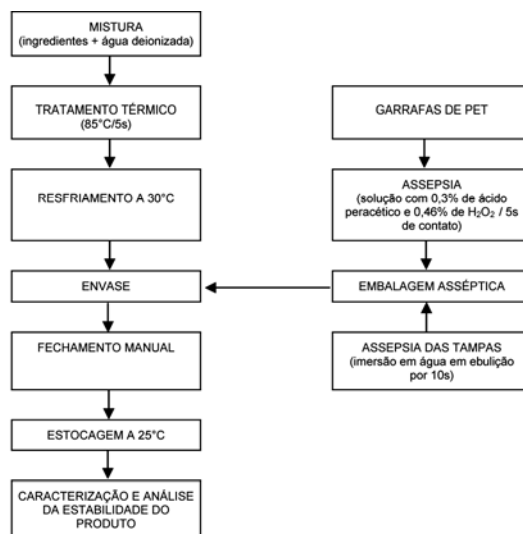 MISTURA
(ingredientes + água deionizada)
TRATAMENTO TÉRMICO
(85°C/5s)
RESFRIAMENTO A 30°C
ENVASE
FECHAMENTO MANUAL
ESTOCAGEM A 25°C
CARACTERIZAÇÃO E ANÁLISE
DA ESTABILIDADE DO
PRODUTO
GARRAFAS DE PET
ASSEPSIA
(solução com 0,3% de ácido
peracético e 0,46% de H₂O₂ / 5s
de contato)
EMBALAGEM ASSÉPTICA
ASSEPSIA DAS TAMPAS
(imersão em água em ebulição
por 10s)